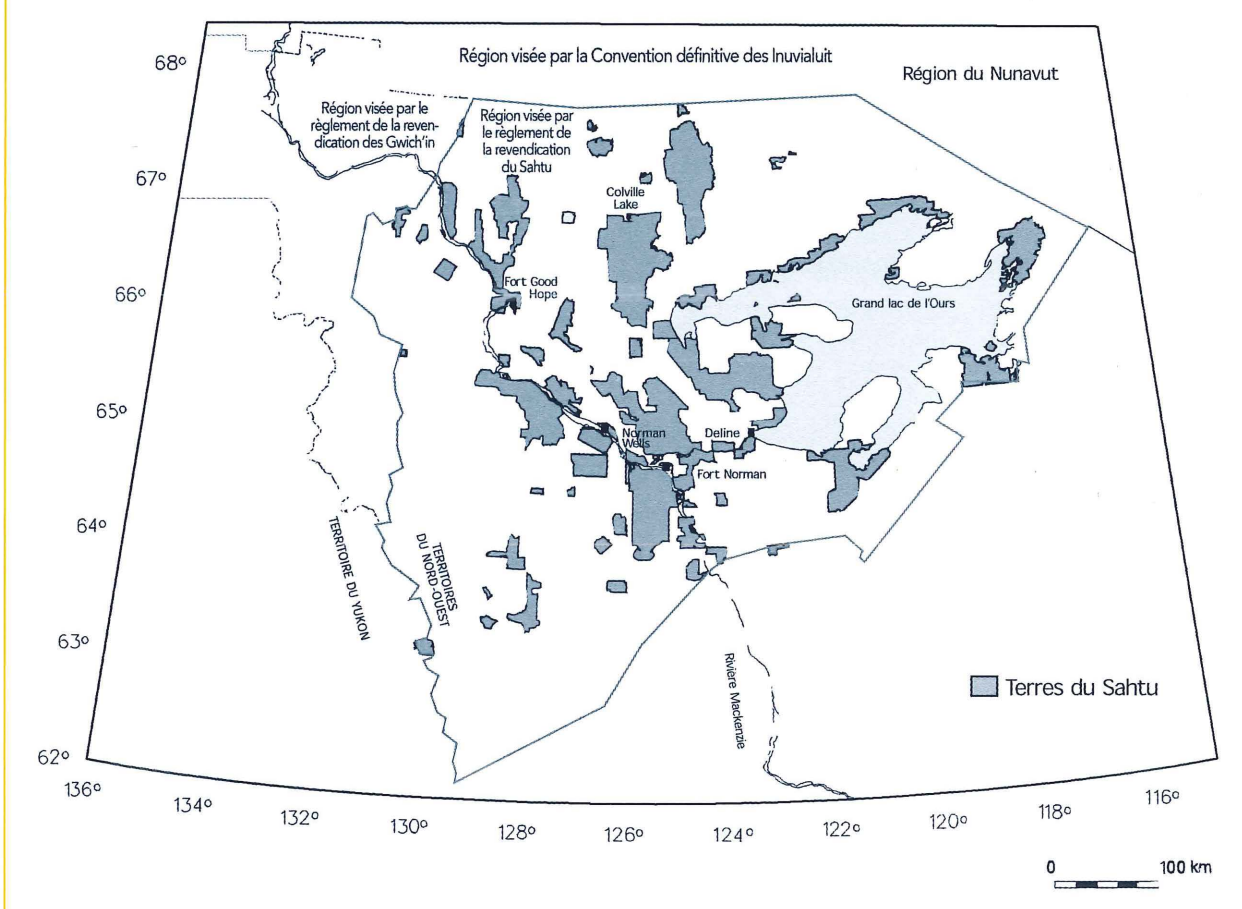 Région visée par la Convention définitive des Inuvialuit
Région du Nunavut
Région visée par le
règlement de la reven-
dication des Gwich'in
Région visée par
le règlement de
la revendication
du Sahtu
Colville
Lake
Fort Good
Hope
Grand lac de l'Ours
Norman
Wells
Deline
Fort Norman
TERRITOIRE DU YUKON
TERRITOIRES
DU NORD-OUEST
Rivière Mackenzie
Terres du Sahtu
68°
67°
66°
65°
64°
63°
62°
136°
134°
132°
130°
128°
126°
124°
122°
120°
118°
116°
0 100 km